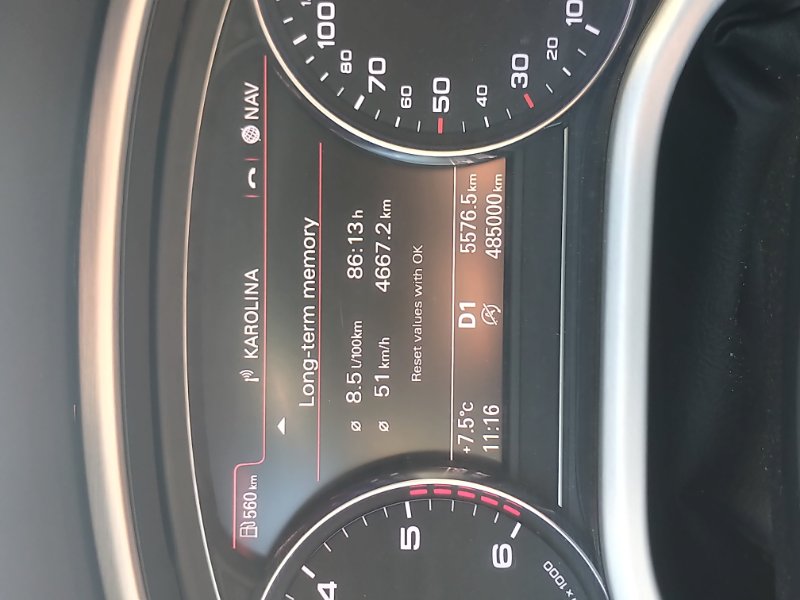 560 km
KAROLINA
NAV
Long-term memory
ø 8.5 l/100km 86:13 h
ø 51 km/h 4667.2 km
Reset values with OK
+7.5°C D1 5576.5 km
11:16 485000 km
4
5
6
x 1000
10
20
30
40
50
60
70
80
100